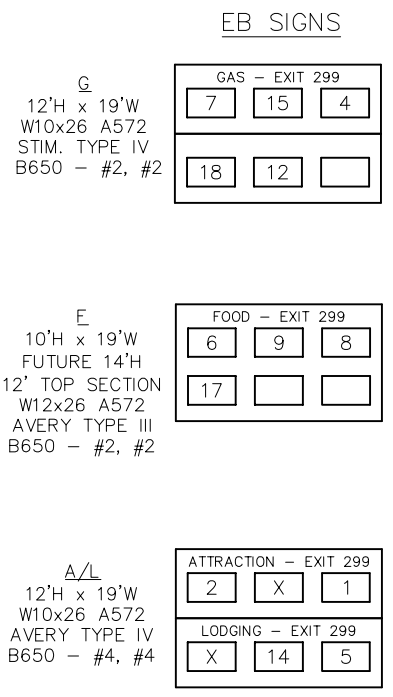 EB SIGNS
G
12'H x 19'W
W10x26 A572
STIM. TYPE IV
B650 – #2, #2
GAS – EXIT 299
7 15 4
18 12
F
10'H x 19'W
FUTURE 14'H
12' TOP SECTION
W12x26 A572
AVERY TYPE III
B650 – #2, #2
FOOD – EXIT 299
6 9 8
17
A/L
12'H x 19'W
W10x26 A572
AVERY TYPE IV
B650 – #4, #4
ATTRACTION – EXIT 299
2 X 1
LODGING – EXIT 299
X 14 5